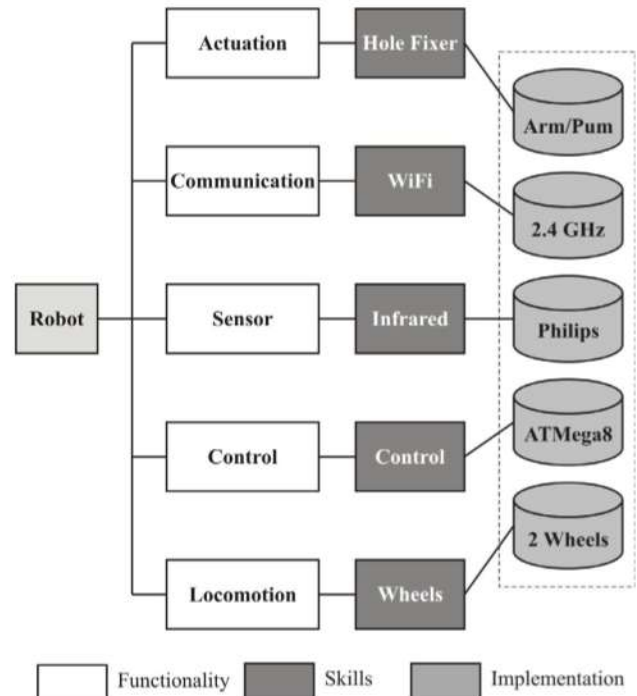 Actuation
Hole Fixer
Arm/Pum
Communication
WiFi
2.4 GHz
Robot
Sensor
Infrared
Philips
Control
Control
ATMega8
Locomotion
Wheels
2 Wheels
Functionality
Skills
Implementation